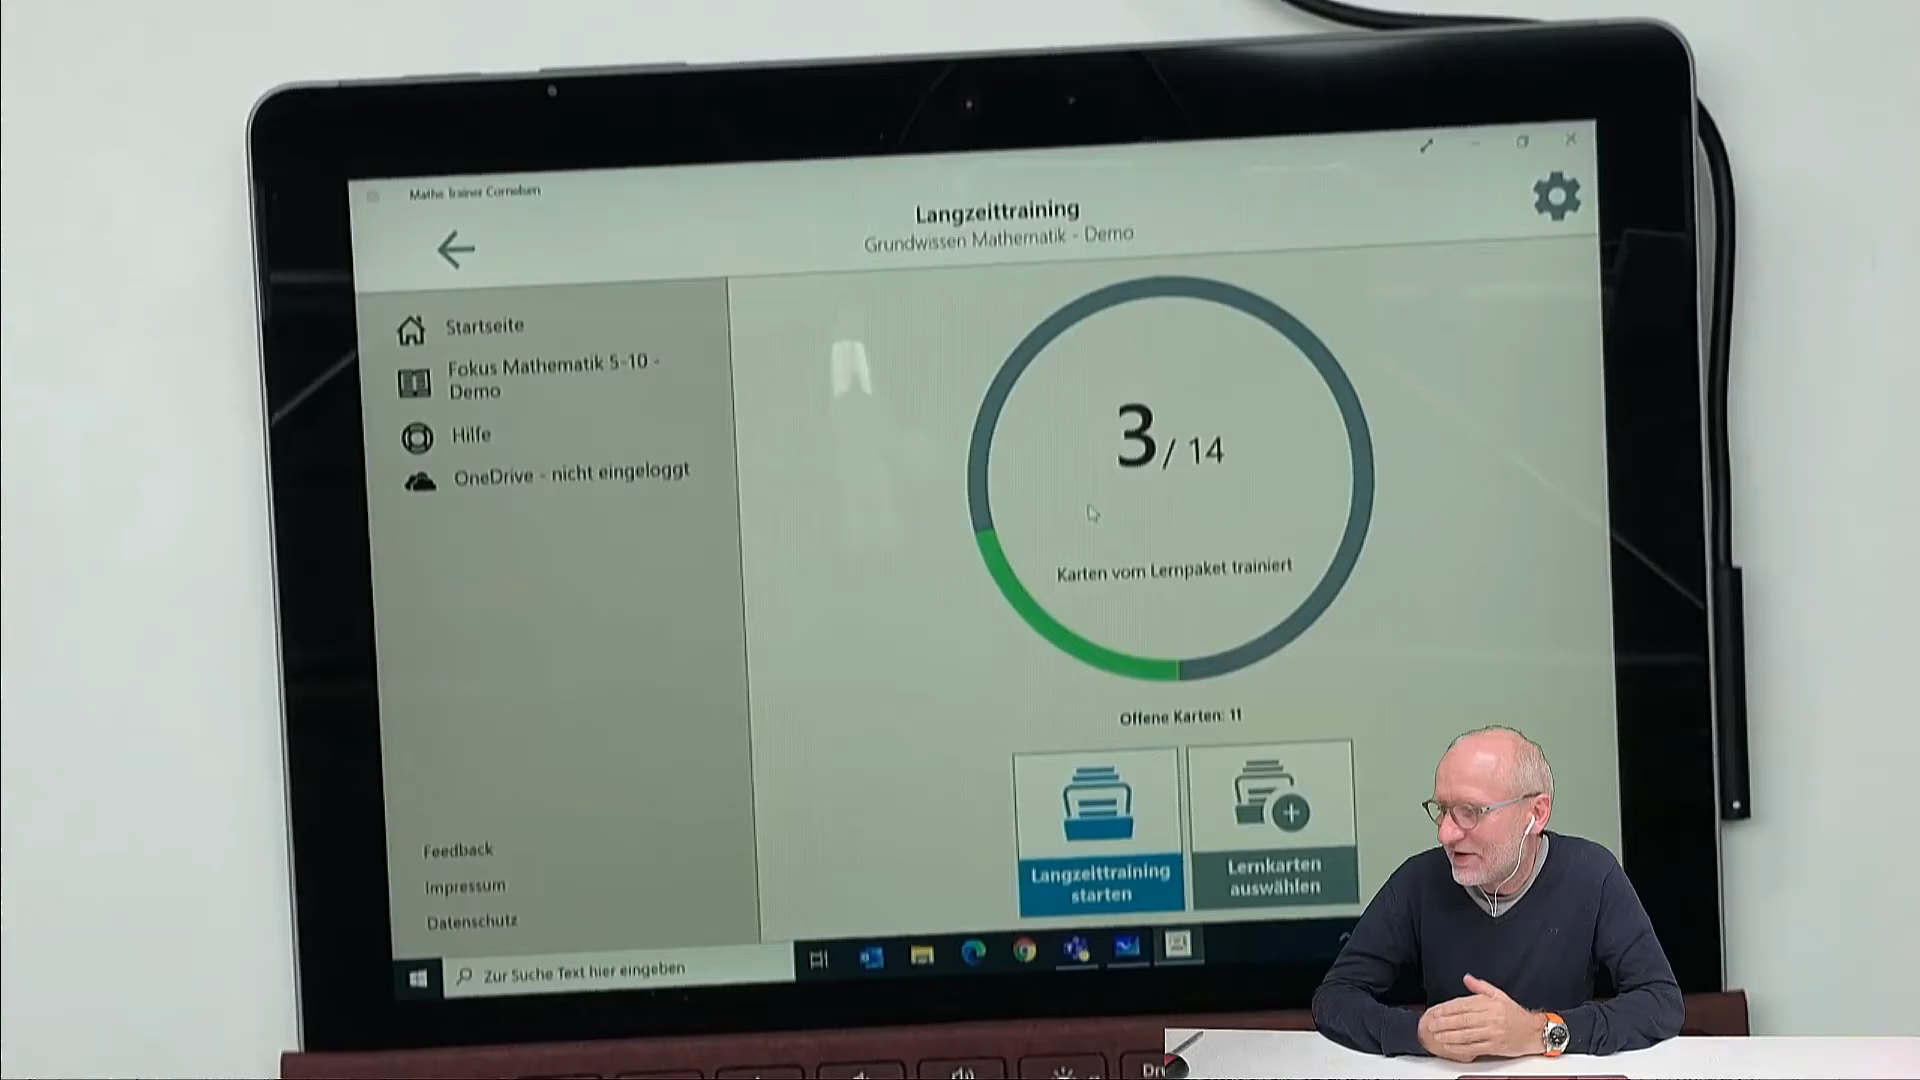 Mathe Trainer Cornelsen
Langzeittraining
Grundwissen Mathematik - Demo
Startseite
Fokus Mathematik 5-10 -
Demo
Hilfe
OneDrive - nicht eingeloggt
3 / 14
Karten vom Lernpaket trainiert
Offene Karten: 11
Langzeittraining
starten
Lernkarten
auswählen
Feedback
Impressum
Datenschutz
Zur Suche Text hier eingeben